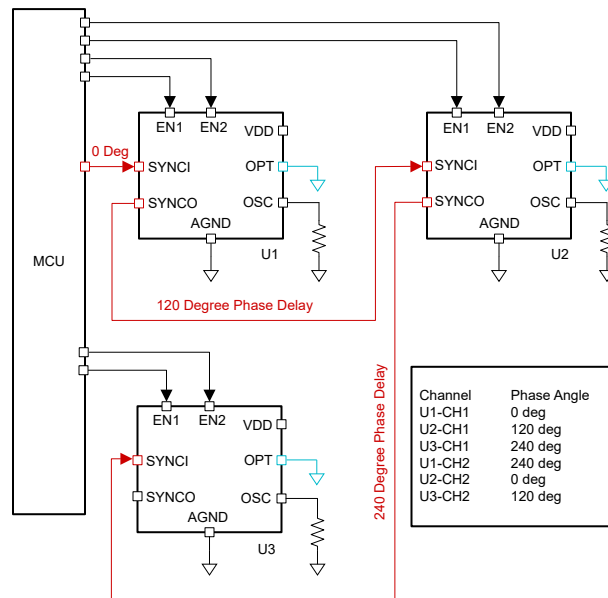 EN1 EN2 VDD
0 Deg
SYNCI OPT
SYNCO OSC
AGND
U1
EN1 EN2 VDD
SYNCI OPT
SYNCO OSC
AGND
U2
MCU
120 Degree Phase Delay
240 Degree Phase Delay
EN1 EN2 VDD
SYNCI OPT
SYNCO OSC
AGND
U3
Channel Phase Angle
U1-CH1 0 deg
U2-CH1 120 deg
U3-CH1 240 deg
U1-CH2 240 deg
U2-CH2 0 deg
U3-CH2 120 deg